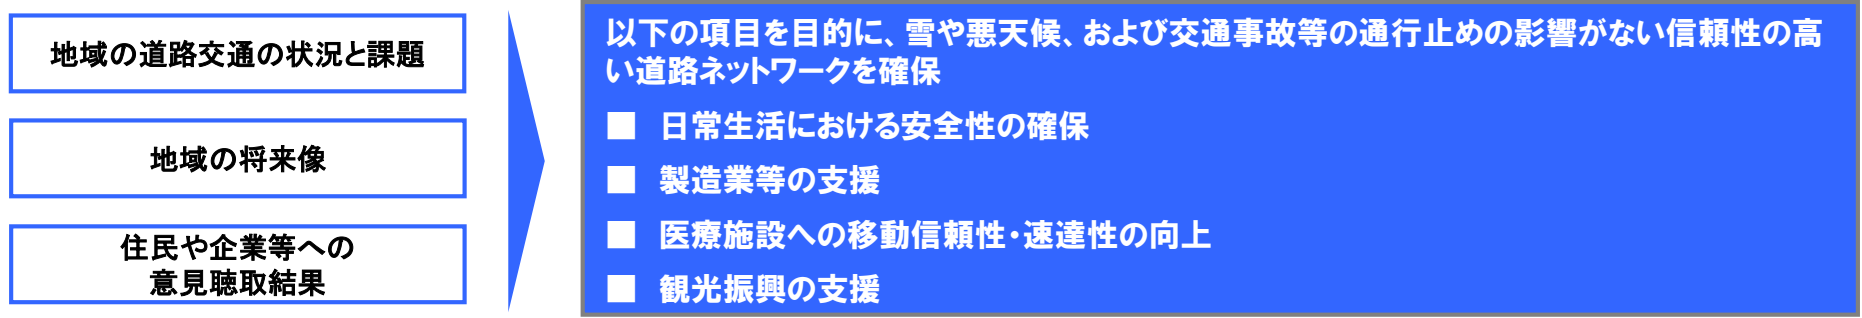 地域の道路交通の状況と課題
地域の将来像
住民や企業等への
意見聴取結果
以下の項目を目的に、雪や悪天候、および交通事故等の通行止めの影響がない信頼性の高
い道路ネットワークを確保
■ 日常生活における安全性の確保
■ 製造業等の支援
■ 医療施設への移動信頼性・速達性の向上
■ 観光振興の支援